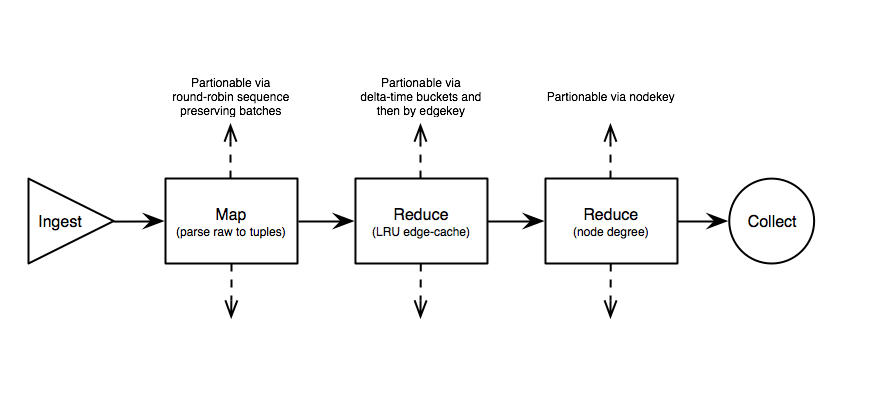 Partionable via
round-robin sequence
preserving batches
Partionable via
delta-time buckets and
then by edgekey
Partionable via nodekey
Ingest
Map
(parse raw to tuples)
Reduce
(LRU edge-cache)
Reduce
(node degree)
Collect